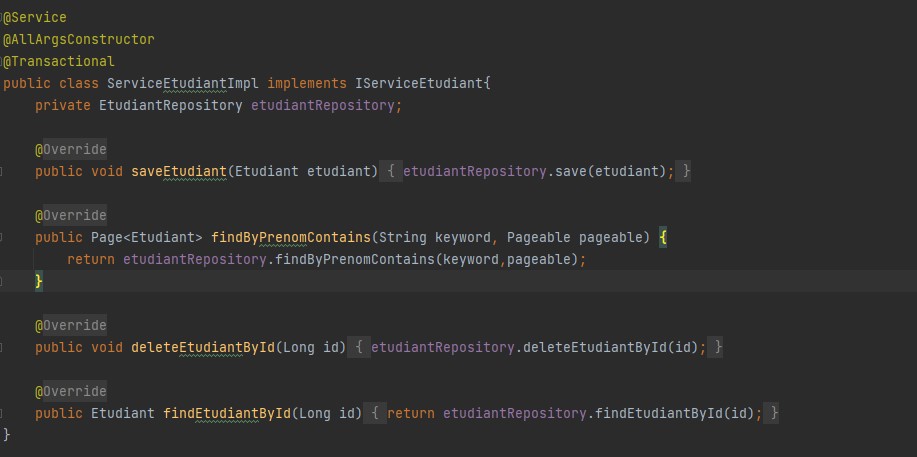 @Service
@AllArgsConstructor
@Transactional
public class ServiceEtudiantImpl implements IServiceEtudiant{
    private EtudiantRepository etudiantRepository;
    @Override
    public void saveEtudiant(Etudiant etudiant) { etudiantRepository.save(etudiant); }
    @Override
    public Page<Etudiant> findByPrenomContains(String keyword, Pageable pageable) {
        return etudiantRepository.findByPrenomContains(keyword,pageable);
    }
    @Override
    public void deleteEtudiantById(Long id) { etudiantRepository.deleteEtudiantById(id); }
    @Override
    public Etudiant findEtudiantById(Long id) { return etudiantRepository.findEtudiantById(id); }
}